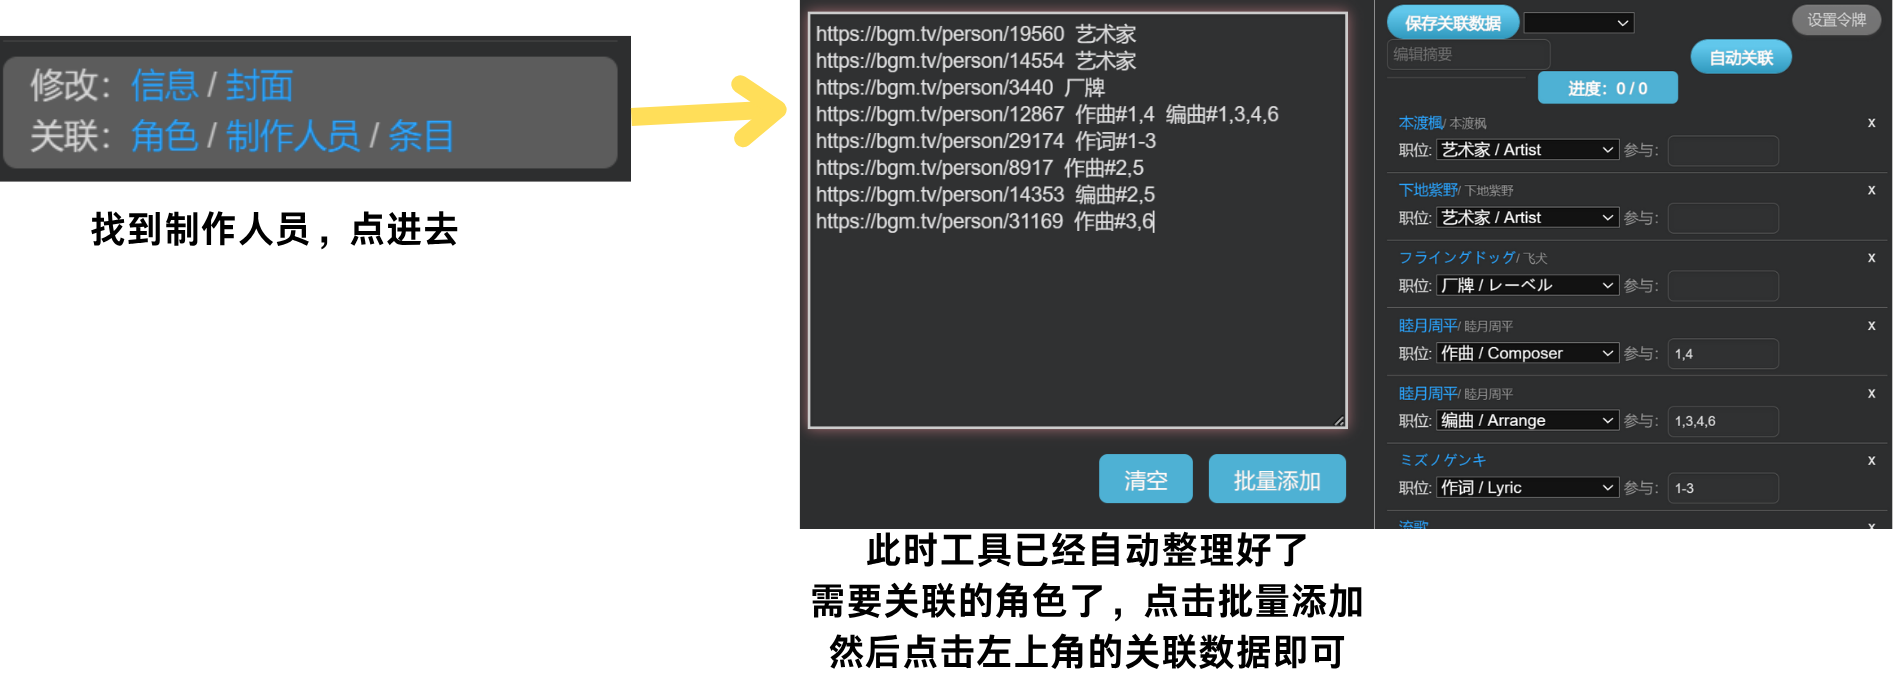 修改：信息 / 封面
关联：角色 / 制作人员 / 条目
找到制作人员，点进去
https://bgm.tv/person/19560 艺术家
https://bgm.tv/person/14554 艺术家
https://bgm.tv/person/3440 厂牌
https://bgm.tv/person/12867 作曲#1,4 编曲#1,3,4,6
https://bgm.tv/person/29174 作词#1-3
https://bgm.tv/person/8917 作曲#2,5
https://bgm.tv/person/14353 编曲#2,5
https://bgm.tv/person/31169 作曲#3,6
清空 批量添加
此时工具已经自动整理好了
需要关联的角色了，点击批量添加
然后点击左上角的关联数据即可
保存关联数据 设置令牌
编辑摘要 自动关联
进度：0 / 0
本渡楓/ 本渡枫 x
职位: 艺术家 / Artist 参与:
下地紫野/ 下地紫野 x
职位: 艺术家 / Artist 参与:
フライングドッグ/ 飞犬 x
职位: 厂牌 / レーベル 参与:
睦月周平/ 睦月周平 x
职位: 作曲 / Composer 参与: 1,4
睦月周平/ 睦月周平 x
职位: 编曲 / Arrange 参与: 1,3,4,6
ミズノゲンキ x
职位: 作词 / Lyric 参与: 1-3
流歌 x